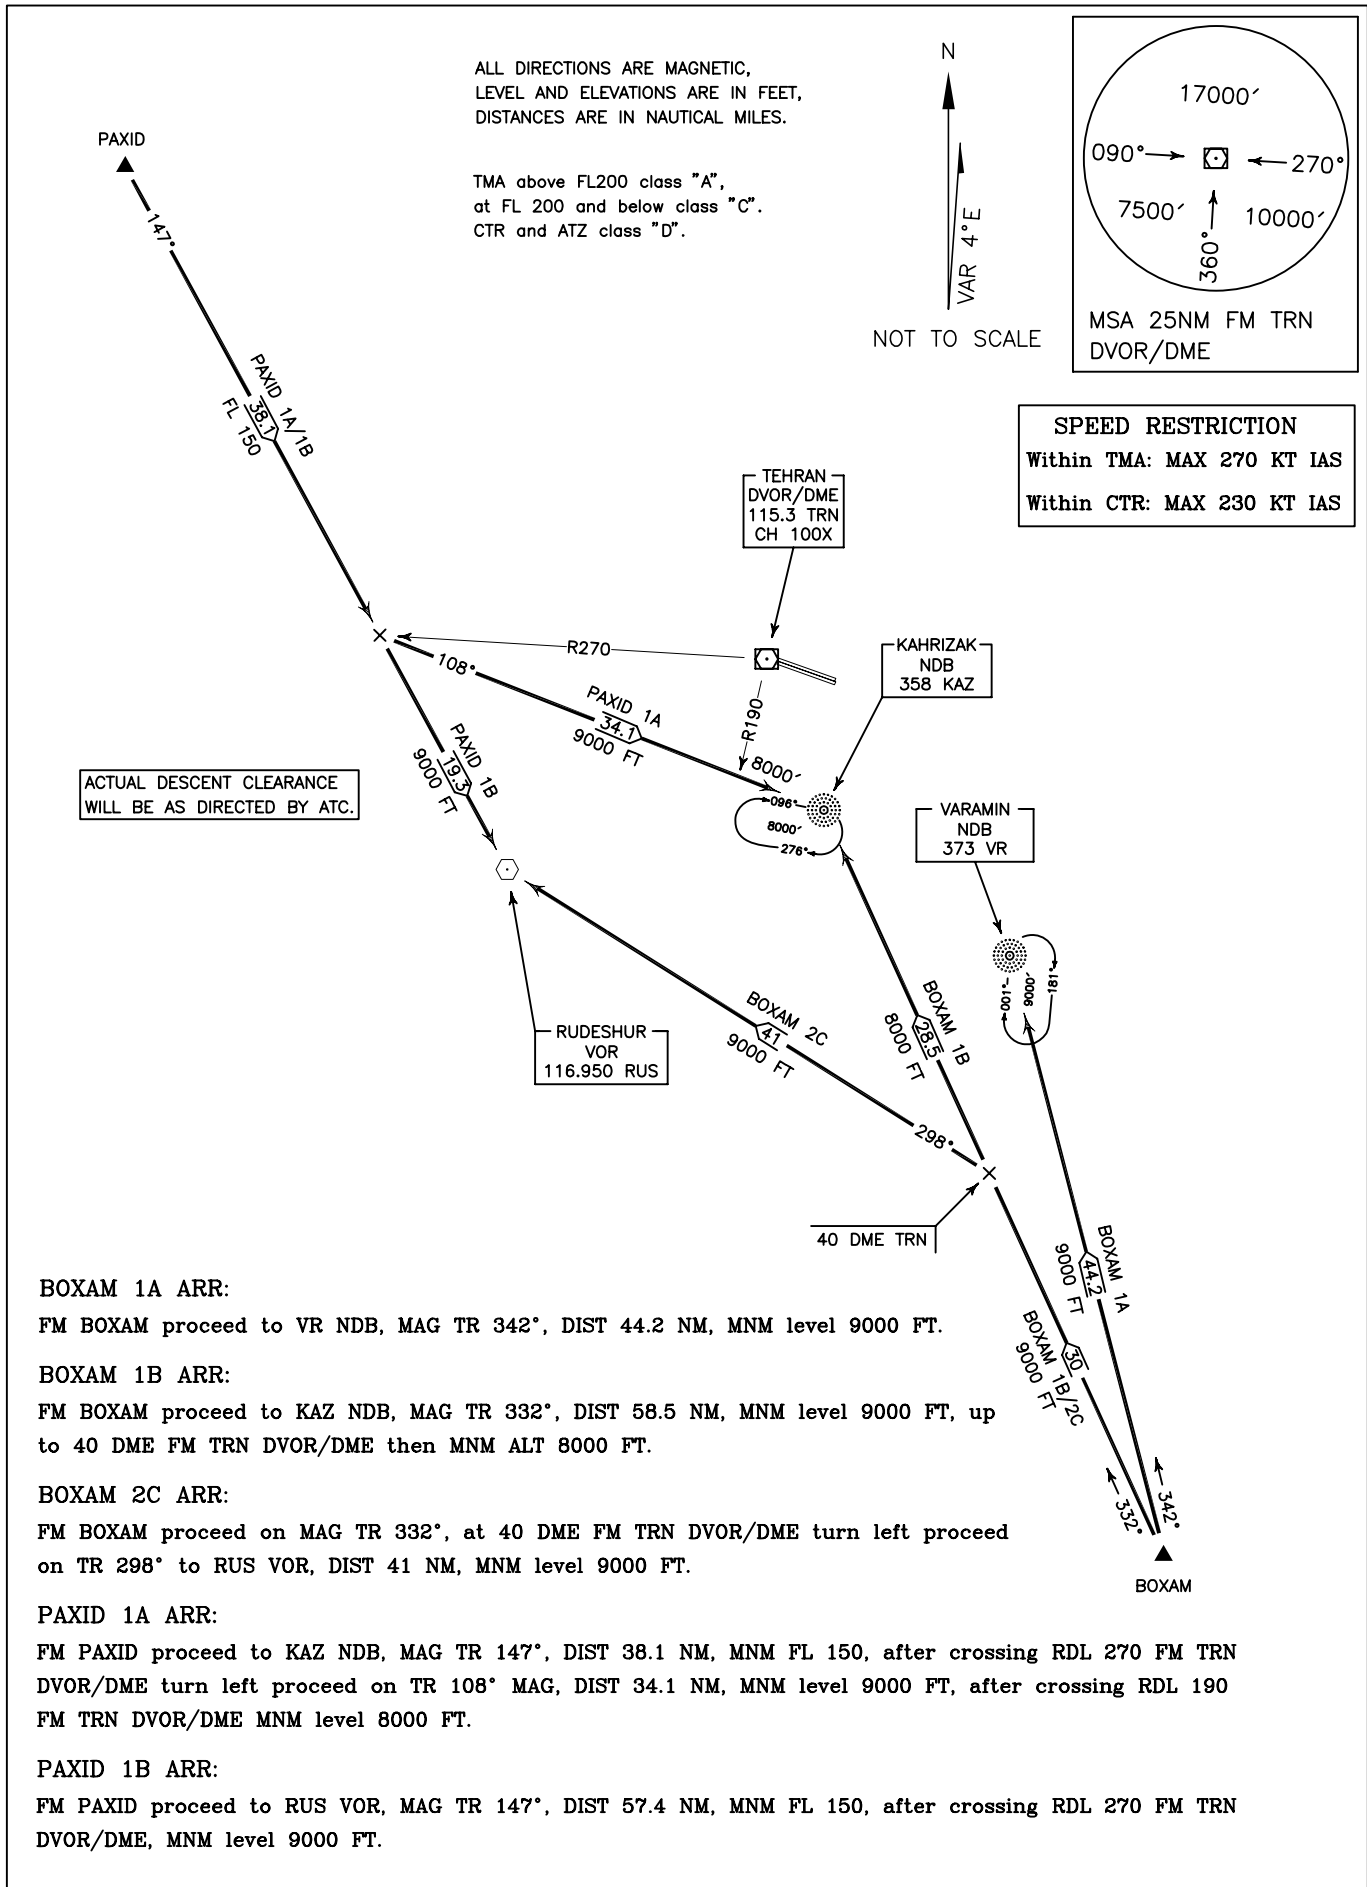 ALL DIRECTIONS ARE MAGNETIC,
LEVEL AND ELEVATIONS ARE IN FEET,
DISTANCES ARE IN NAUTICAL MILES.
TMA above FL200 class "A",
at FL 200 and below class "C".
CTR and ATZ class "D".
N
VAR 4°E
NOT TO SCALE
17000′
090°
270°
7500′
10000′
360°
MSA 25NM FM TRN
DVOR/DME
SPEED RESTRICTION
Within TMA: MAX 270 KT IAS
Within CTR: MAX 230 KT IAS
PAXID
147°
PAXID 1A/1B
38.1
FL 150
TEHRAN
DVOR/DME
115.3 TRN
CH 100X
R270
R190
108°
PAXID 1A
34.1
9000 FT
8000′
KAHRIZAK
NDB
358 KAZ
PAXID 1B
19.3
9000 FT
ACTUAL DESCENT CLEARANCE
WILL BE AS DIRECTED BY ATC.
096°
8000′
276°
VARAMIN
NDB
373 VR
001°
9000′
181°
RUDESHUR
VOR
116.950 RUS
BOXAM 2C
41
9000 FT
298°
BOXAM 1B
28.5
8000 FT
40 DME TRN
BOXAM 1A
44.2
9000 FT
BOXAM 1B/2C
30
9000 FT
332°
342°
BOXAM
BOXAM 1A ARR:
FM BOXAM proceed to VR NDB, MAG TR 342°, DIST 44.2 NM, MNM level 9000 FT.
BOXAM 1B ARR:
FM BOXAM proceed to KAZ NDB, MAG TR 332°, DIST 58.5 NM, MNM level 9000 FT, up
to 40 DME FM TRN DVOR/DME then MNM ALT 8000 FT.
BOXAM 2C ARR:
FM BOXAM proceed on MAG TR 332°, at 40 DME FM TRN DVOR/DME turn left proceed
on TR 298° to RUS VOR, DIST 41 NM, MNM level 9000 FT.
PAXID 1A ARR:
FM PAXID proceed to KAZ NDB, MAG TR 147°, DIST 38.1 NM, MNM FL 150, after crossing RDL 270 FM TRN
DVOR/DME turn left proceed on TR 108° MAG, DIST 34.1 NM, MNM level 9000 FT, after crossing RDL 190
FM TRN DVOR/DME MNM level 8000 FT.
PAXID 1B ARR:
FM PAXID proceed to RUS VOR, MAG TR 147°, DIST 57.4 NM, MNM FL 150, after crossing RDL 270 FM TRN
DVOR/DME, MNM level 9000 FT.